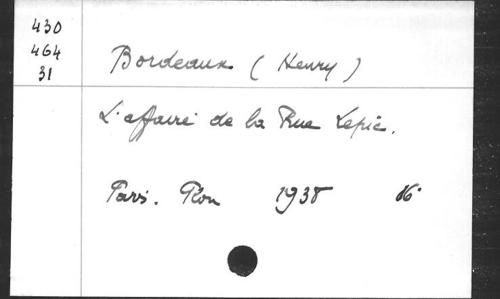 430
464
31
Bordeaux (Henry)
L'affaire de la Rue Lepic.
Paris. Plon 1938 16°